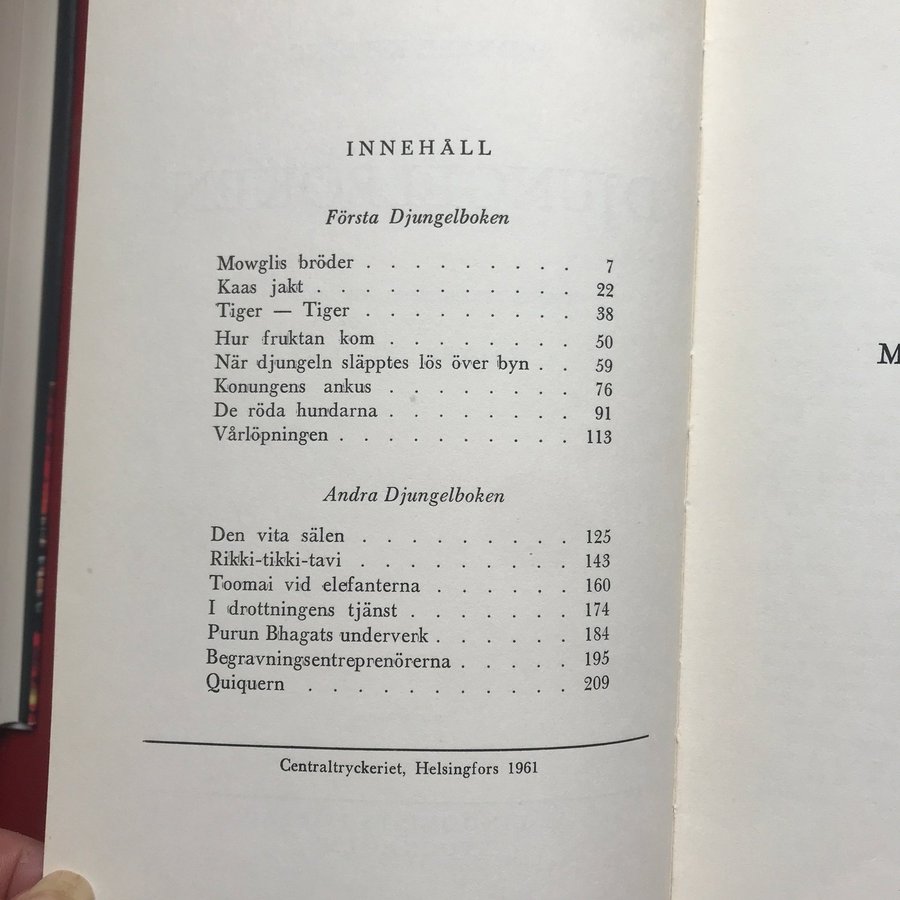 INNEHÅLL
Första Djungelboken
Mowglis bröder . . . . . . . . . 7
Kaas jakt . . . . . . . . . . . 22
Tiger — Tiger . . . . . . . . . 38
Hur fruktan kom . . . . . . . . 50
När djungeln släpptes lös över byn . . 59
Konungens ankus . . . . . . . . 76
De röda hundarna . . . . . . . . 91
Vårlöpningen . . . . . . . . . . 113
Andra Djungelboken
Den vita sälen . . . . . . . . . 125
Rikki-tikki-tavi . . . . . . . . . 143
Toomai vid elefanterna . . . . . . 160
I drottningens tjänst . . . . . . . 174
Purun Bhagats underverk . . . . . . 184
Begravningsentreprenörerna . . . . . 195
Quiquern . . . . . . . . . . . 209
Centraltryckeriet, Helsingfors 1961
M